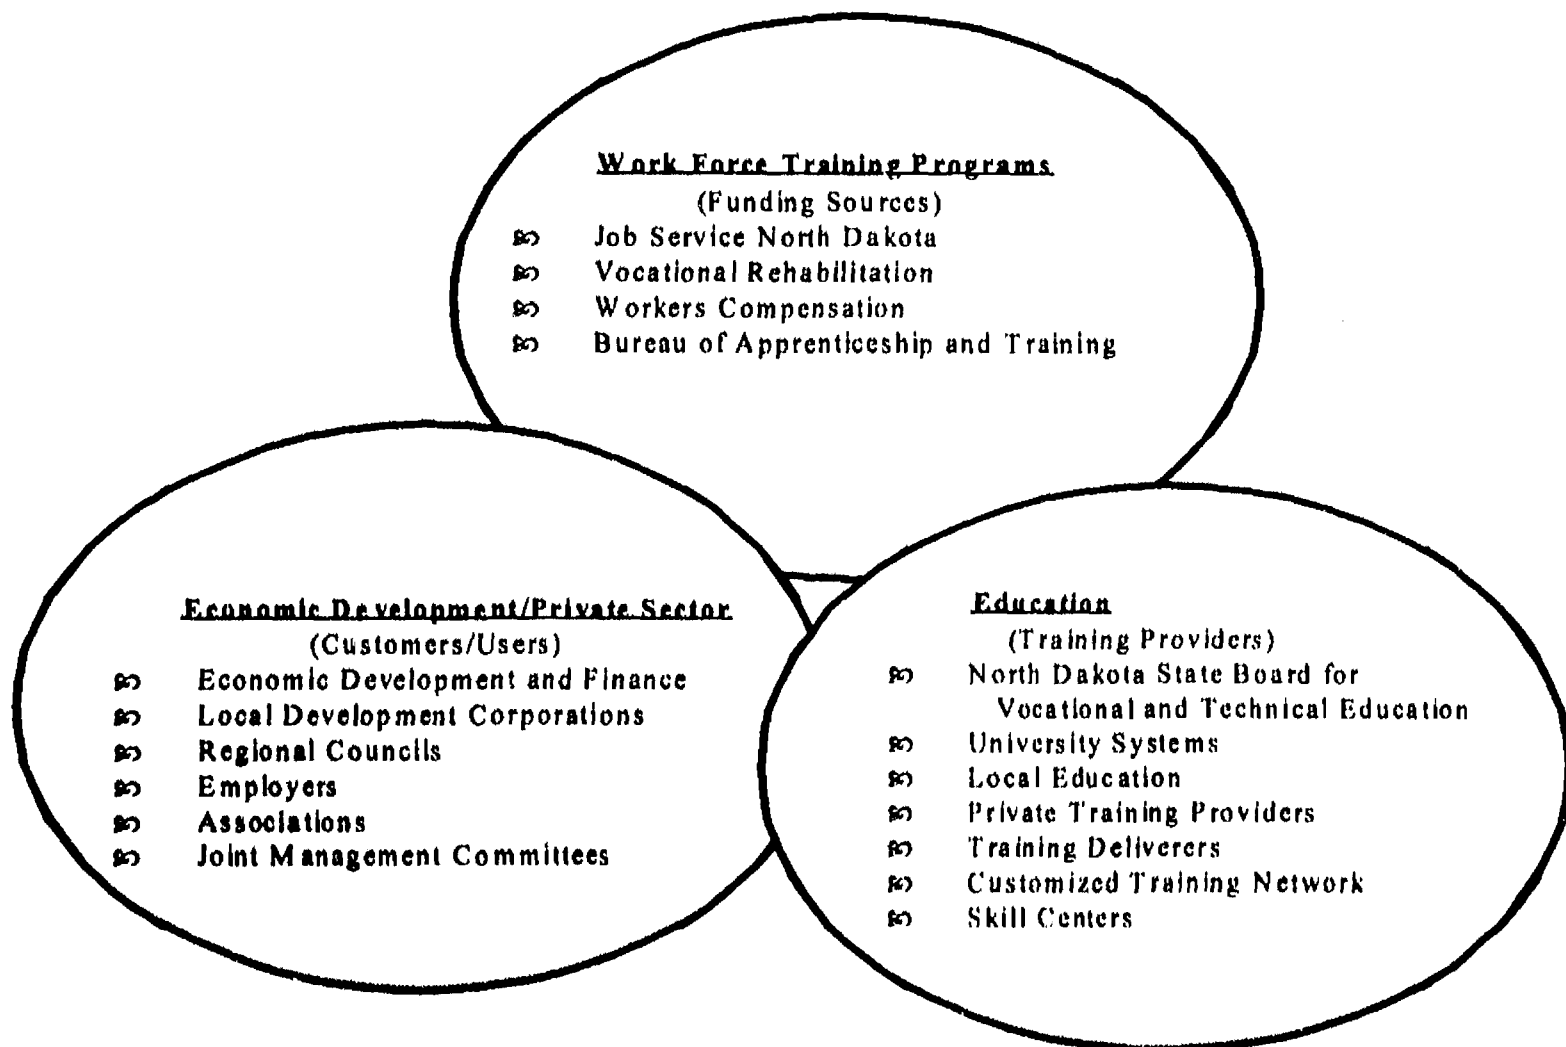 Work Force Training Programs
(Funding Sources)
Job Service North Dakota
Vocational Rehabilitation
Workers Compensation
Bureau of Apprenticeship and Training
Economic Development/Private Sector
(Customers/Users)
Economic Development and Finance
Local Development Corporations
Regional Councils
Employers
Associations
Joint Management Committees
Education
(Training Providers)
North Dakota State Board for
Vocational and Technical Education
University Systems
Local Education
Private Training Providers
Training Deliverers
Customized Training Network
Skill Centers